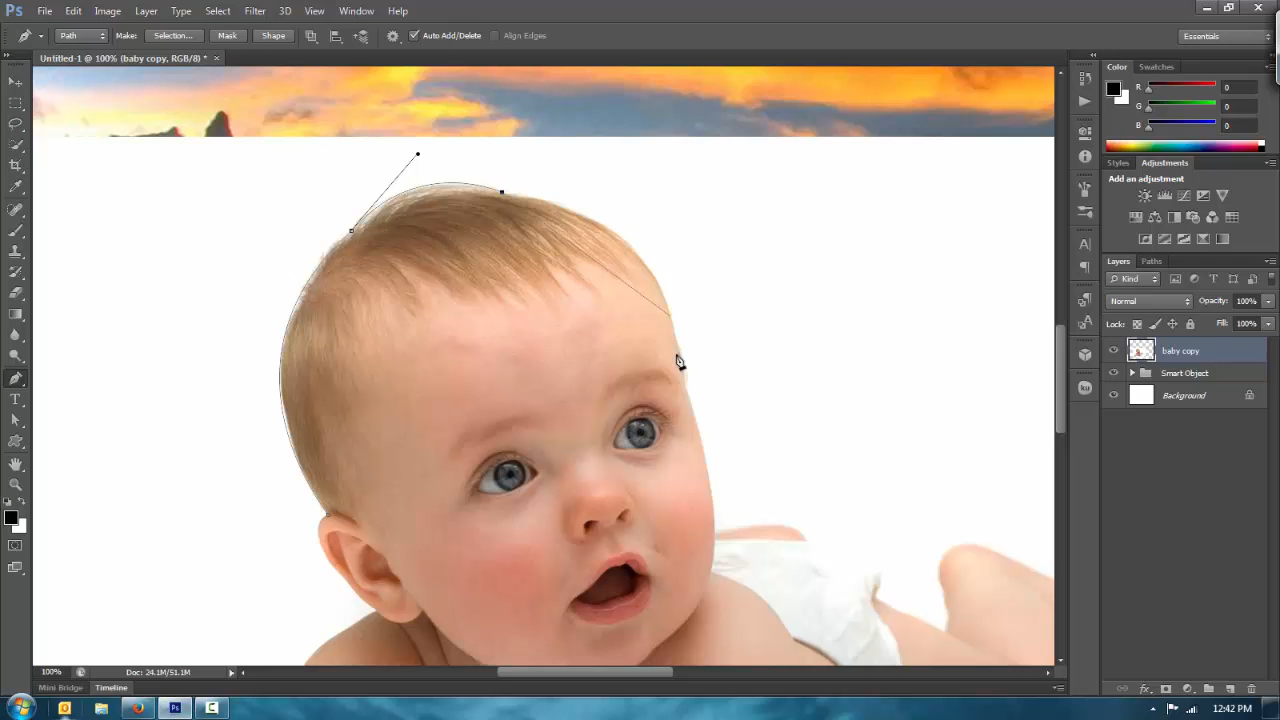 Ps File Edit Image Layer Type Select Filter 3D View Window Help
Path Make: Selection... Mask Shape Auto Add/Delete Align Edges Essentials
Untitled-1 @ 100% (baby copy, RGB/8) *
Color Swatches
R 0
G 0
B 0
Styles Adjustments
Add an adjustment
Layers Paths
Kind
Normal Opacity: 100%
Lock: Fill: 100%
baby copy
Smart Object
Background
ku
100% Doc: 24.1M/51.1M
Mini Bridge Timeline
Ps 12:42 PM